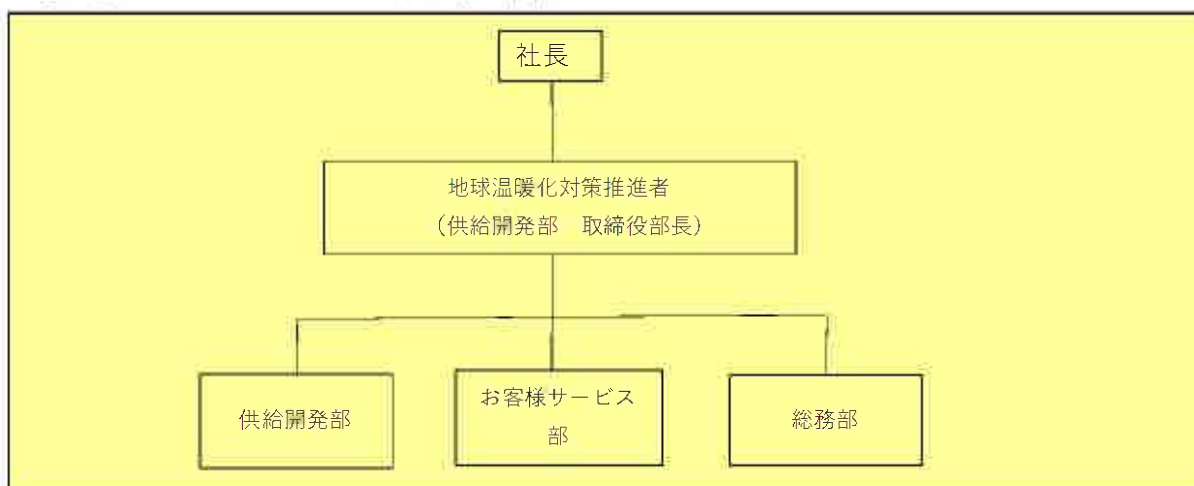 社長
地球温暖化対策推進者
（供給開発部　取締役部長）
供給開発部
お客様サービス
部
総務部